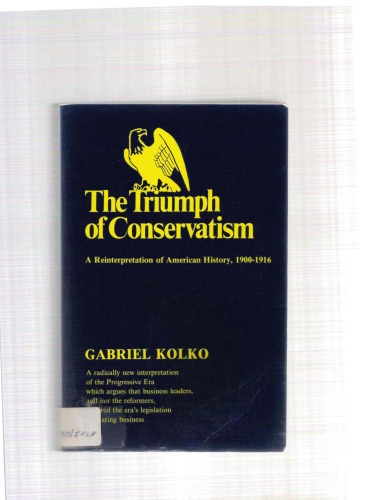 The Triumph
of Conservatism
A Reinterpretation of American History, 1900-1916
GABRIEL KOLKO
A radically new interpretation
of the Progressive Era
which argues that business leaders,
and not the reformers,
the era's legislation
business